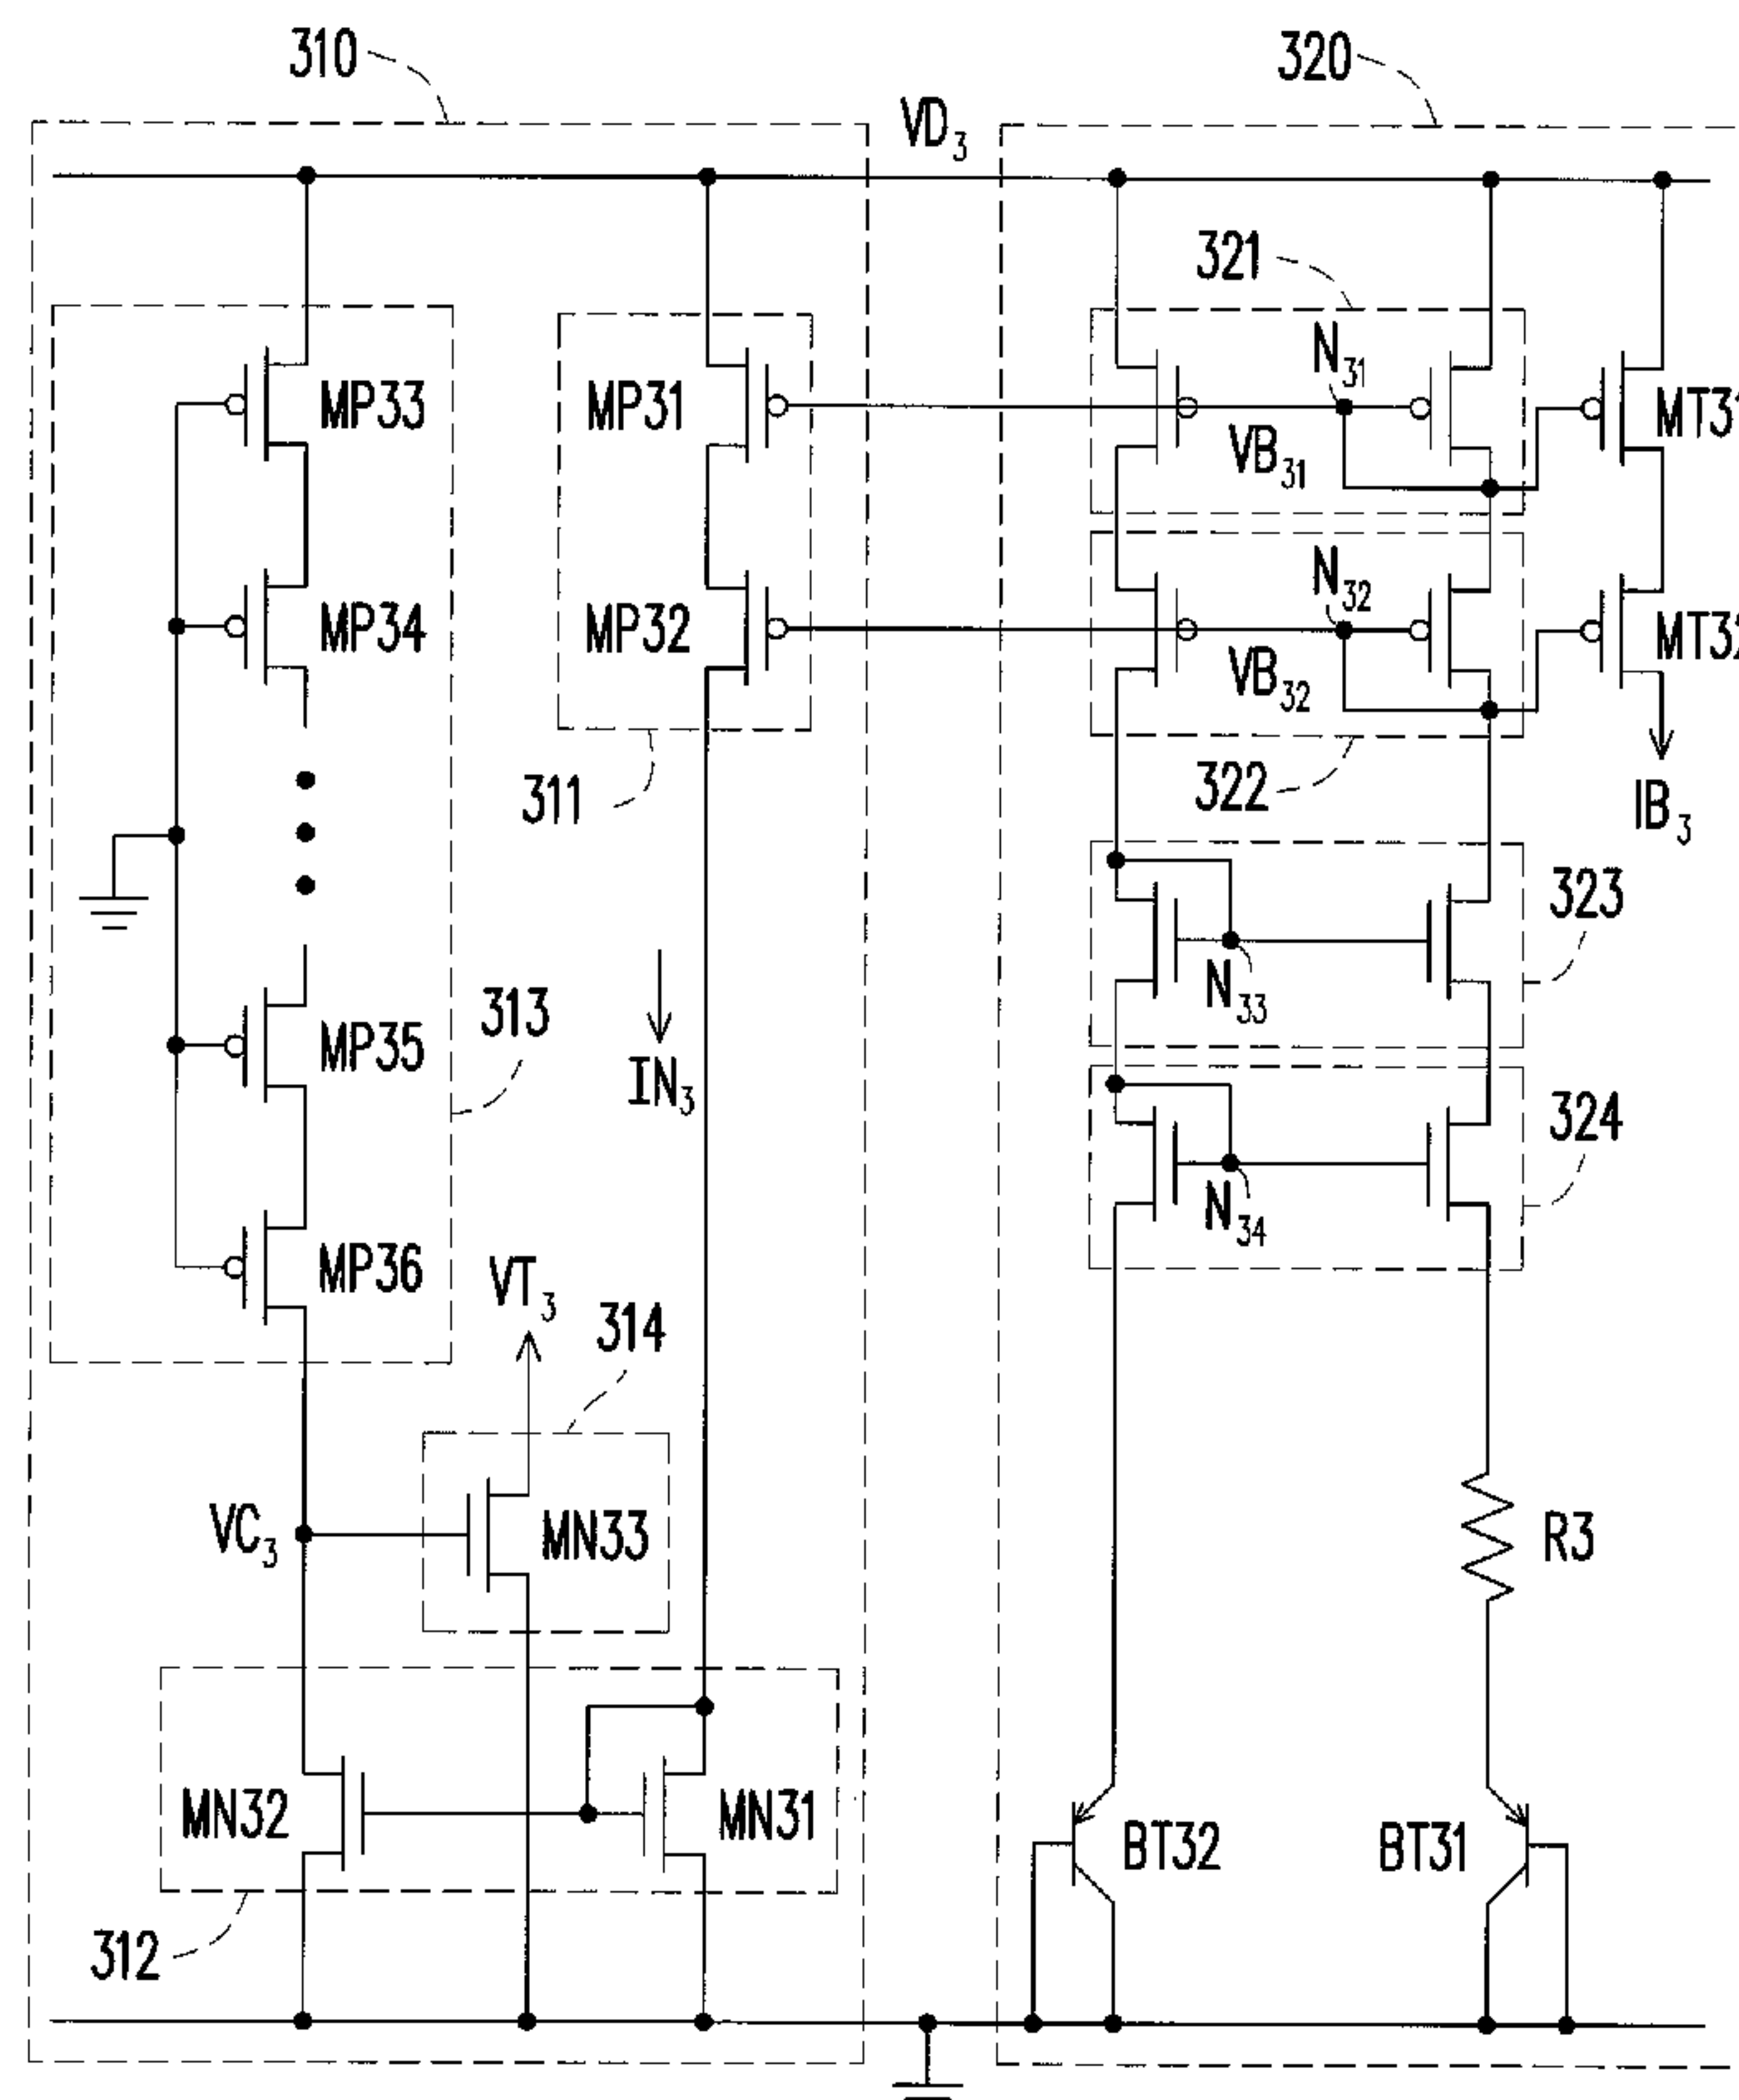 310
320
VD3
321
N31
MP33
MP31
VB31
MT31
N32
MP34
MP32
VB32
MT32
311
322
IB3
323
N33
313
MP35
IN3
324
N34
MP36
VT3
314
VC3
MN33
R3
MN32
MN31
BT32
BT31
312